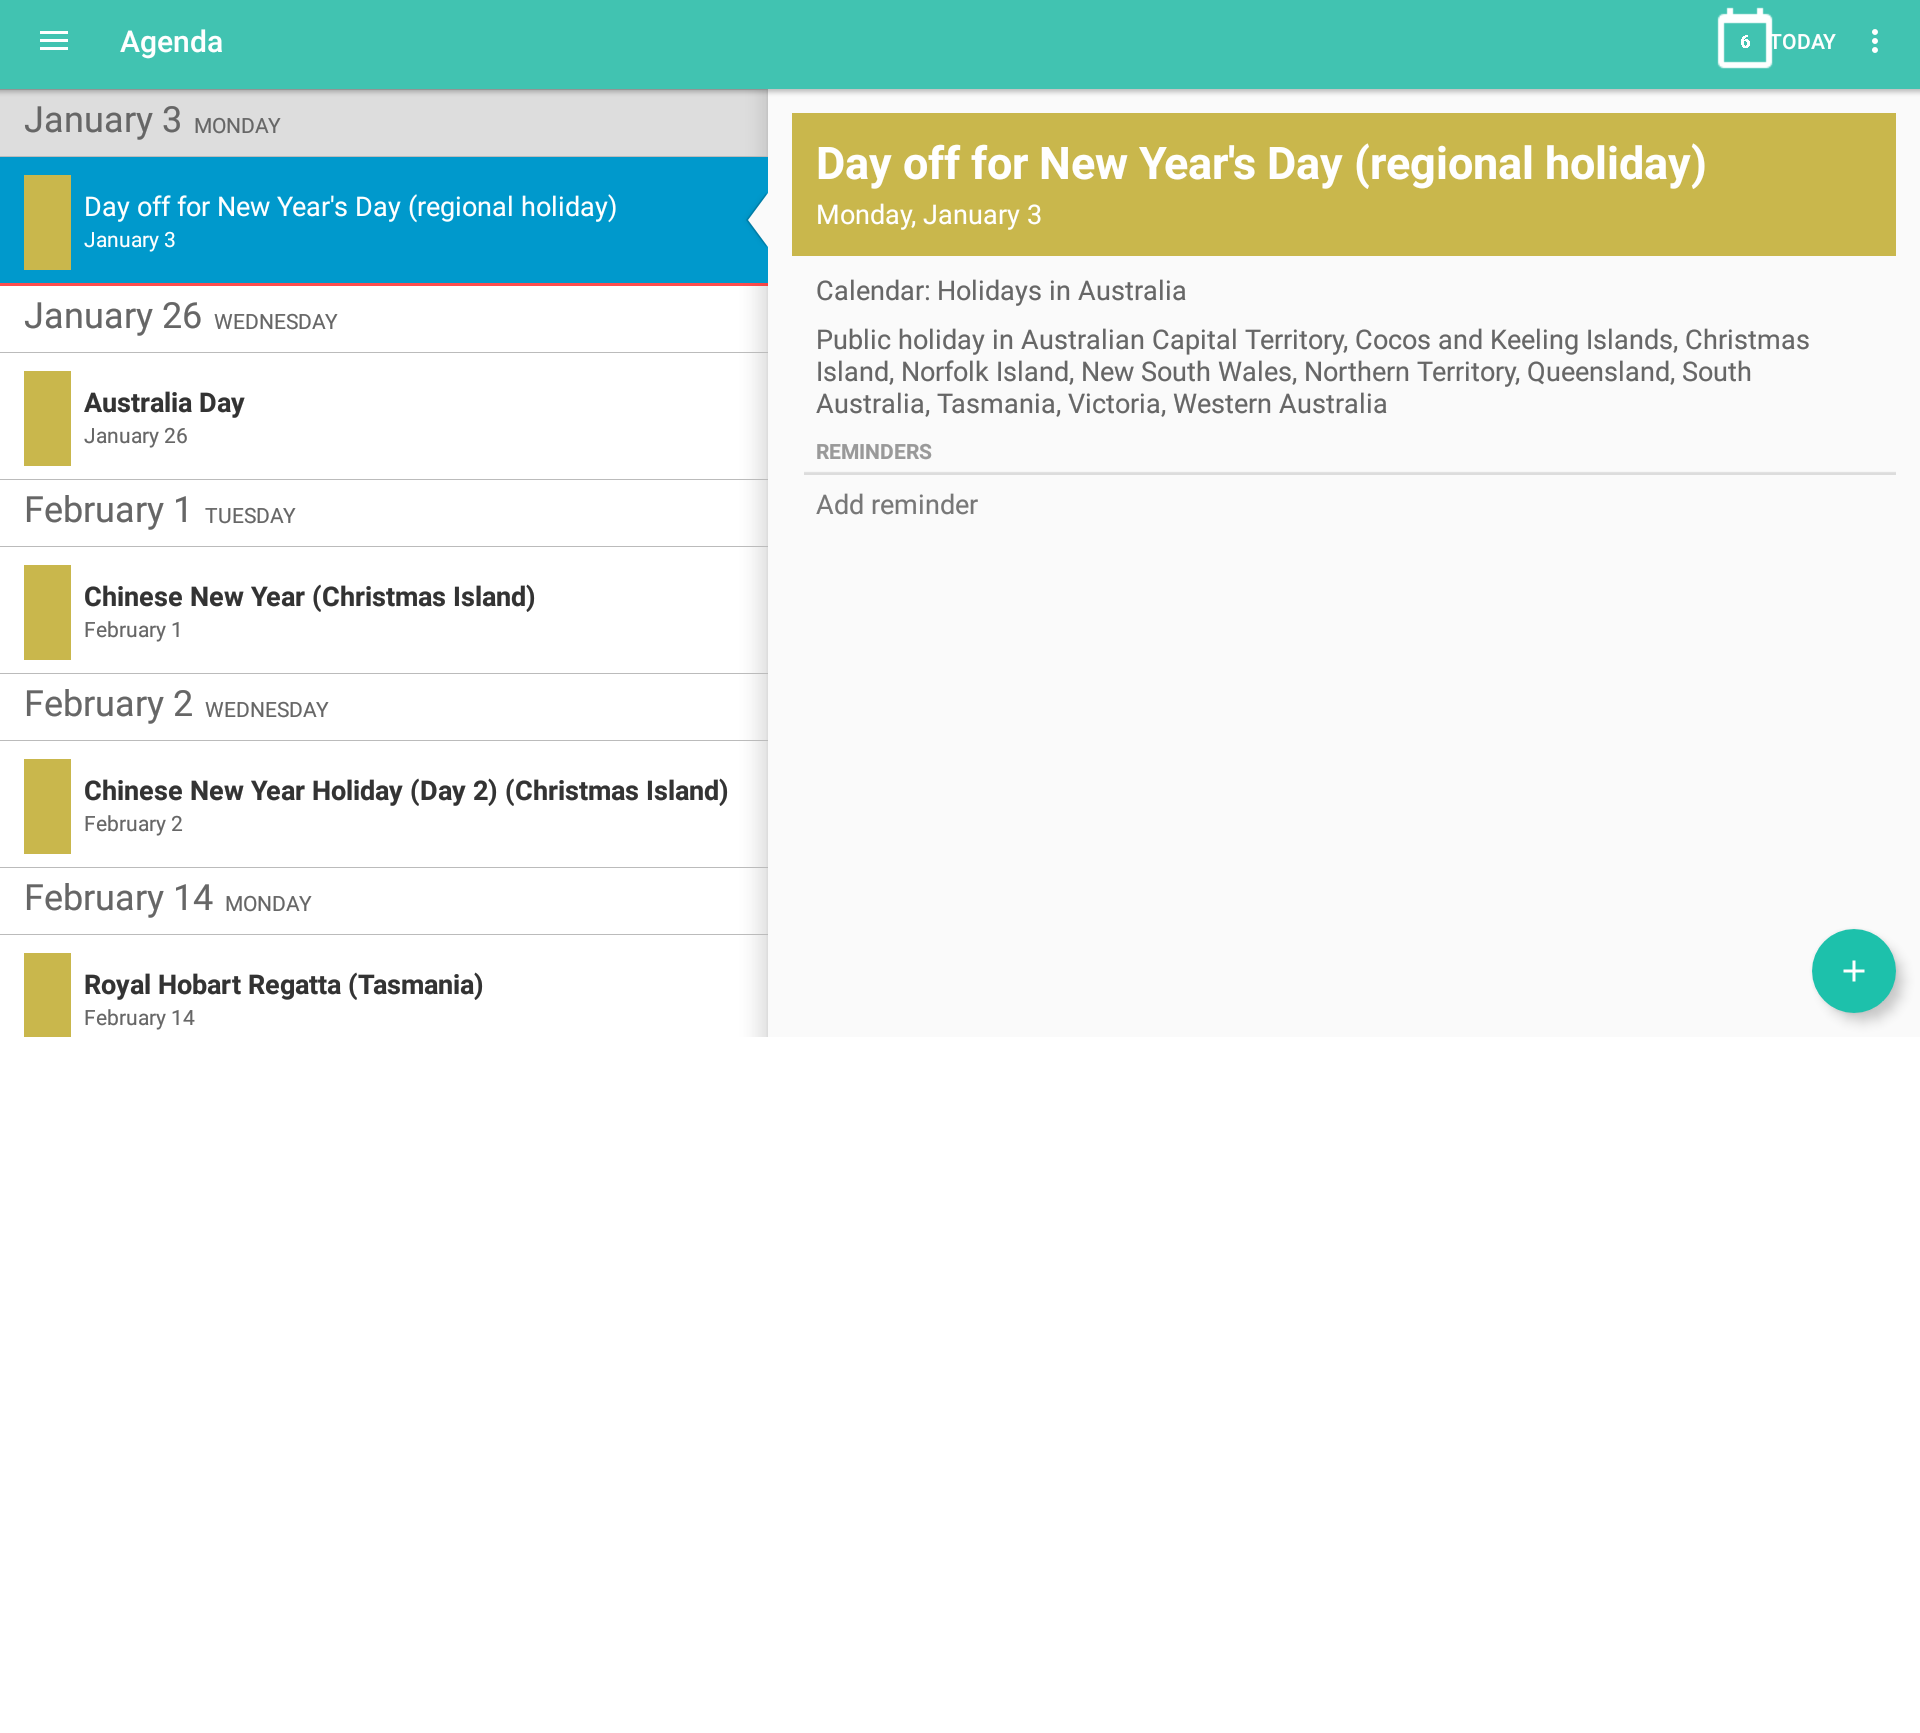 Agenda
6
TODAY
January 3 MONDAY
Day off for New Year's Day (regional holiday)
January 3
January 26 WEDNESDAY
Australia Day
January 26
February 1 TUESDAY
Chinese New Year (Christmas Island)
February 1
February 2 WEDNESDAY
Chinese New Year Holiday (Day 2) (Christmas Island)
February 2
February 14 MONDAY
Royal Hobart Regatta (Tasmania)
February 14
Day off for New Year's Day (regional holiday)
Monday, January 3
Calendar: Holidays in Australia
Public holiday in Australian Capital Territory, Cocos and Keeling Islands, Christmas
Island, Norfolk Island, New South Wales, Northern Territory, Queensland, South
Australia, Tasmania, Victoria, Western Australia
REMINDERS
Add reminder